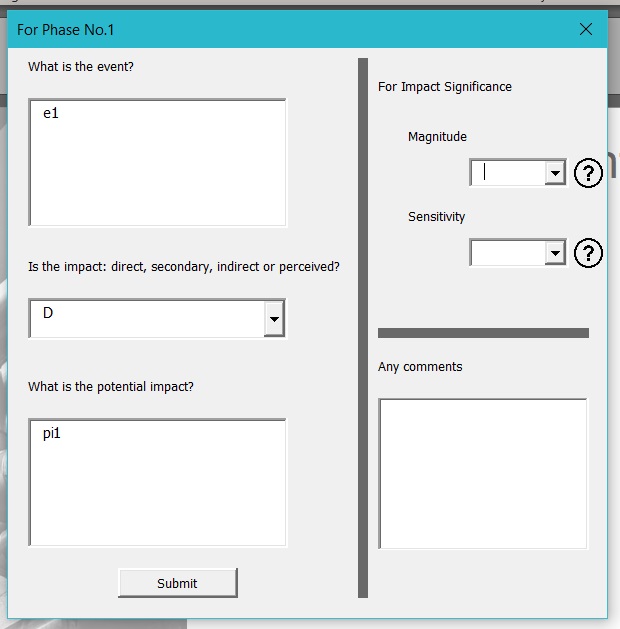 For Phase No.1
What is the event?
e1
Is the impact: direct, secondary, indirect or perceived?
D
What is the potential impact?
pi1
Submit
For Impact Significance
Magnitude
?
Sensitivity
?
Any comments